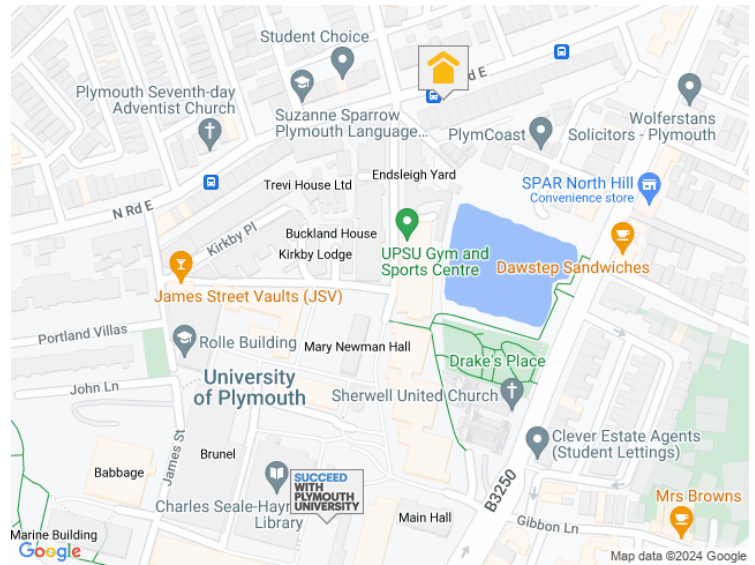 Student Choice
Rd E
Plymouth Seventh-day
Adventist Church
Suzanne Sparrow
Plymouth Language...
PlymCoast
Wolferstans
Solicitors - Plymouth
Endsleigh Yard
Trevi House Ltd
SPAR North Hill
Convenience store
N Rd E
Kirkby Pl
Buckland House
Kirkby Lodge
UPSU Gym and
Sports Centre
Dawstep Sandwiches
James Street Vaults (JSV)
Portland Villas
Rolle Building
Mary Newman Hall
Drake's Place
University
of Plymouth
John Ln
Sherwell United Church
Clever Estate Agents
(Student Lettings)
James St
Brunel
Babbage
SUCCEED
WITH
PLYMOUTH
UNIVERSITY
Charles Seale-Hayn
Library
B3250
Mrs Browns
Main Hall
Gibbon Ln
Marine Building
Google
Map data ©2024 Google